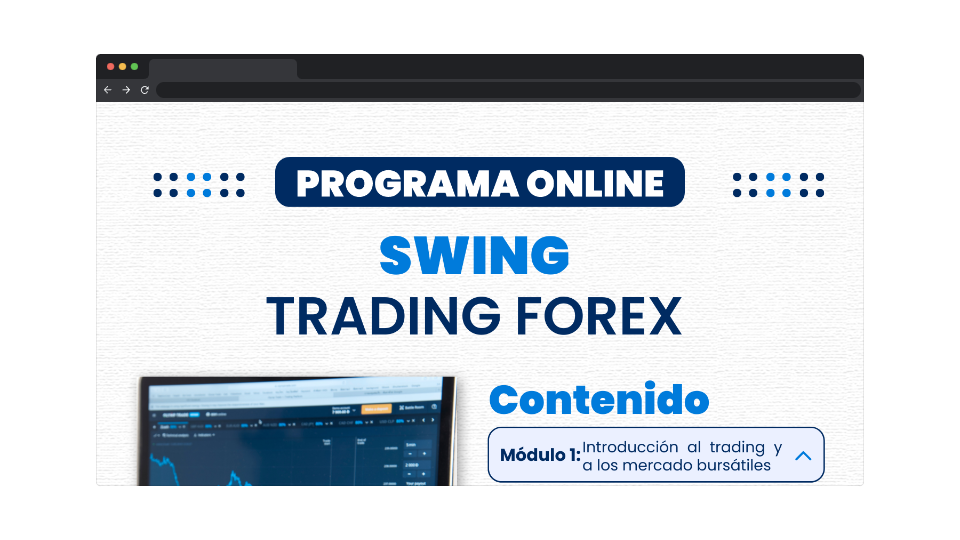 PROGRAMA ONLINE
SWING
TRADING FOREX
Contenido
Módulo 1: Introducción al trading y
a los mercado bursátiles